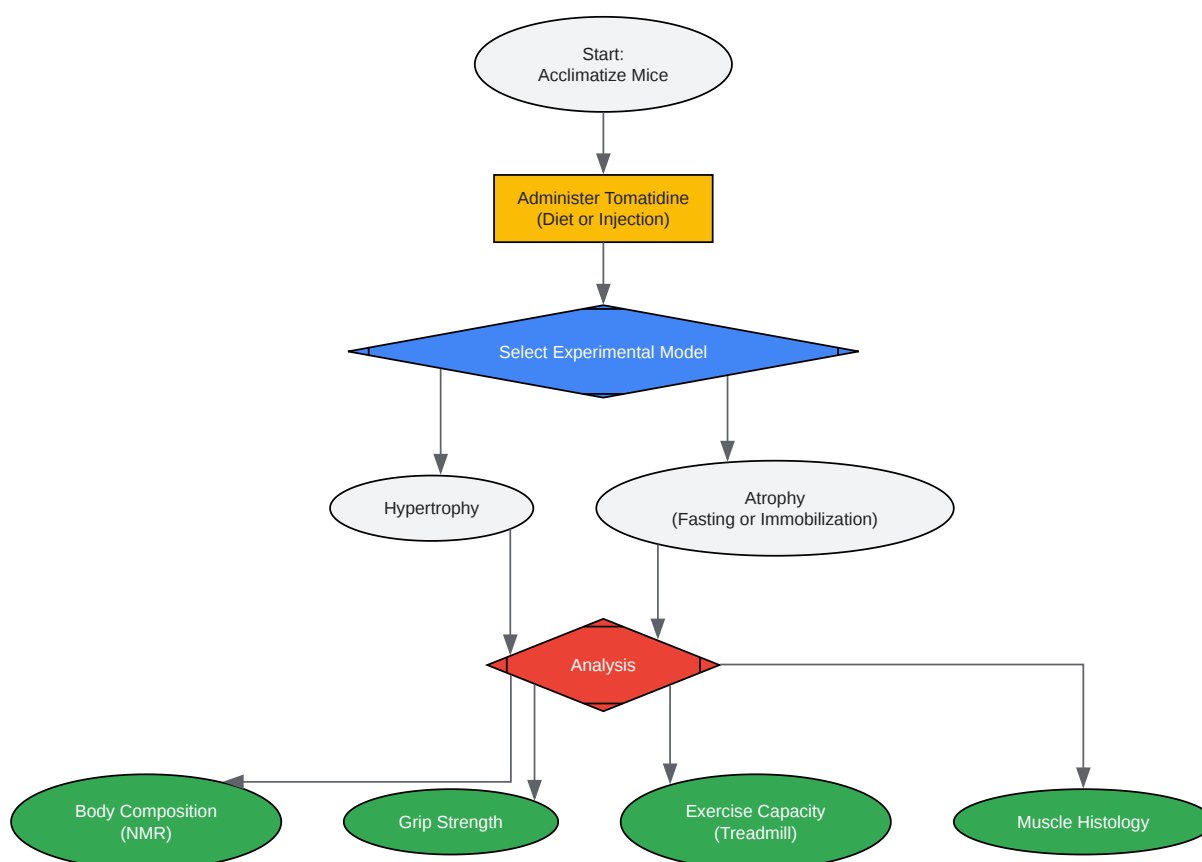 Start:
Acclimatize Mice
Administer Tomatidine
(Diet or Injection)
Select Experimental Model
Hypertrophy
Atrophy
(Fasting or Immobilization)
Analysis
Body Composition
(NMR)
Grip Strength
Exercise Capacity
(Treadmill)
Muscle Histology